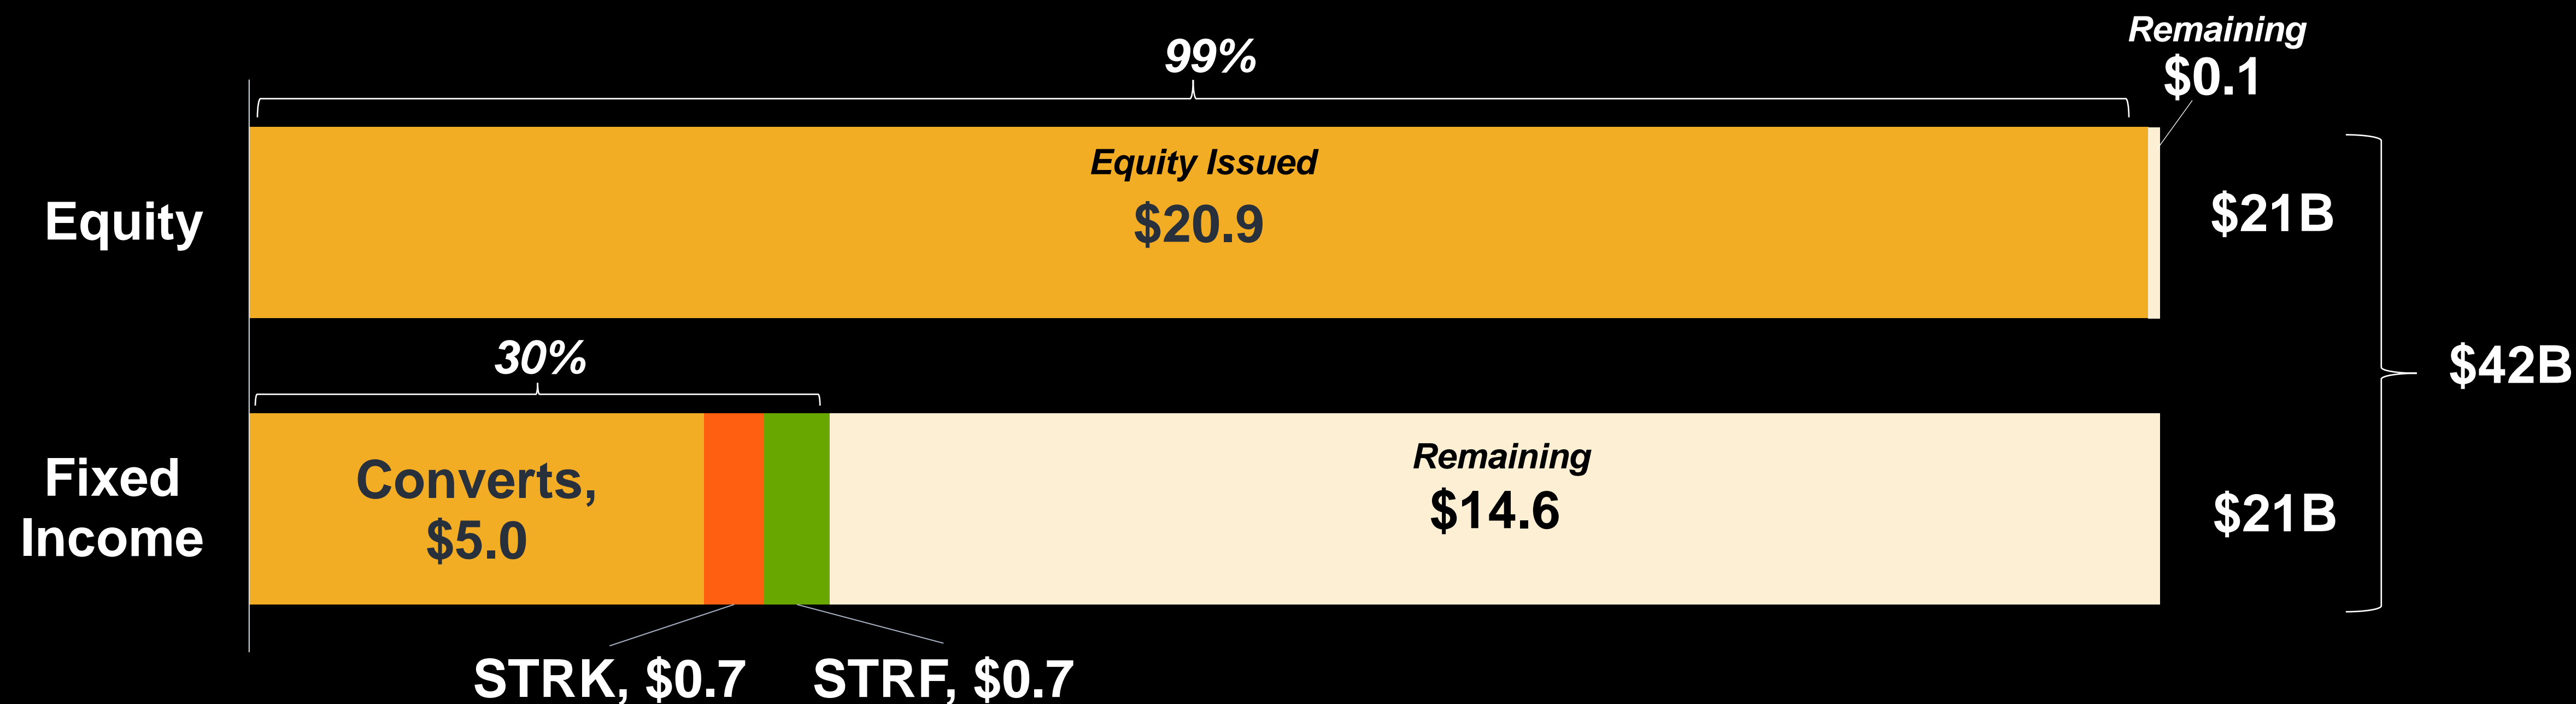 99%
Remaining
$0.1
Equity
Equity Issued
$20.9
$21B
$42B
30%
Fixed
Income
Converts,
$5.0
Remaining
$14.6
$21B
STRK, $0.7
STRF, $0.7